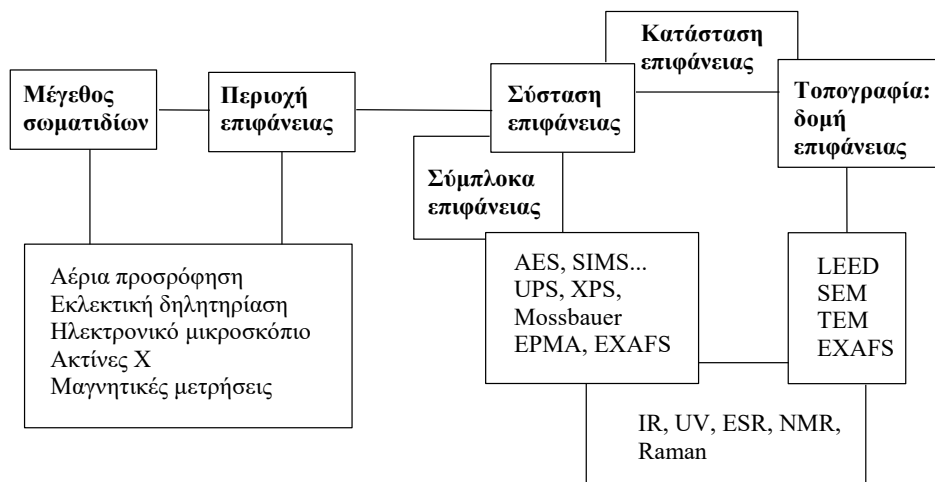 Κατάσταση
επιφάνειας
Μέγεθος
σωματιδίων
Περιοχή
επιφάνειας
Σύσταση
επιφάνειας
Τοπογραφία:
δομή
επιφάνειας
Σύμπλοκα
επιφάνειας
Αέρια προσρόφηση
Εκλεκτική δηλητηρίαση
Ηλεκτρονικό μικροσκόπιο
Ακτίνες Χ
Μαγνητικές μετρήσεις
AES, SIMS...
UPS, XPS,
Mossbauer
EPMA, EXAFS
LEED
SEM
TEM
EXAFS
IR, UV, ESR, NMR,
Raman